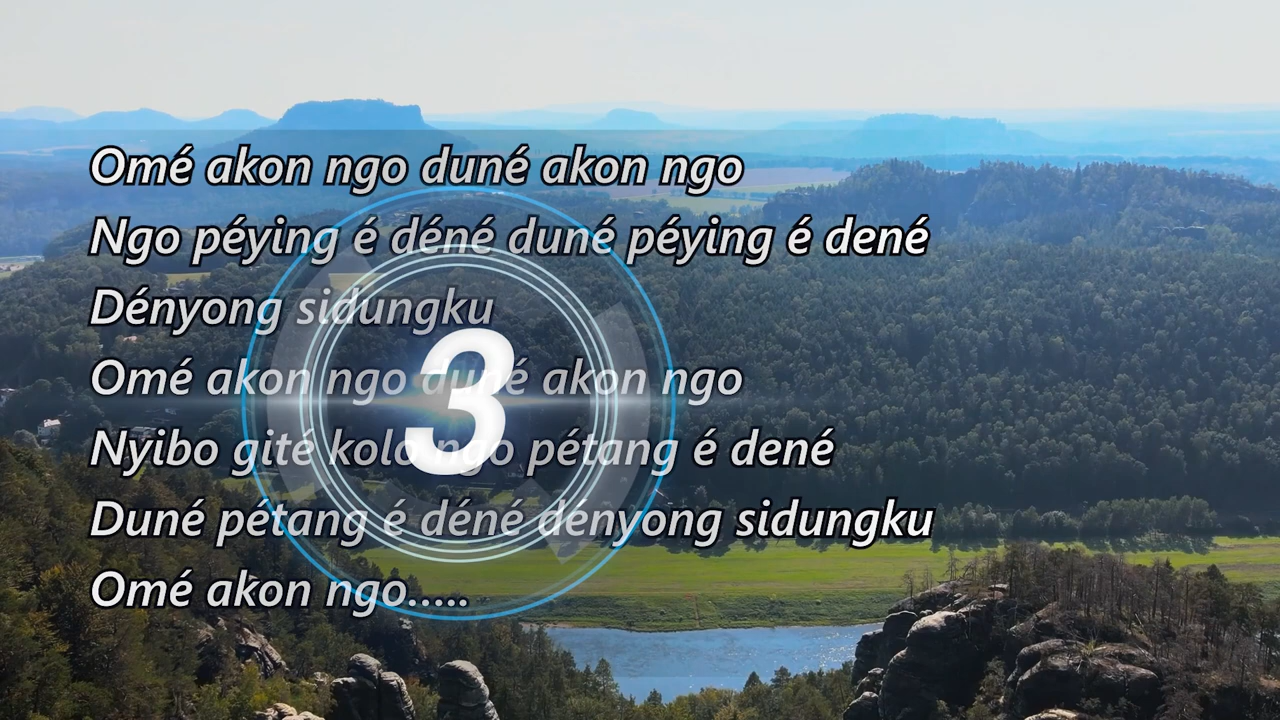 Omé akon ngo duné akon ngo
Ngo péying é déné duné péying é dené
Dényong sidungku
Omé akon ngo duné akon ngo
Nyibo gité kolo ngo pétang é dené
Duné pétang é déné dényong sidungku
Omé akon ngo.....
3